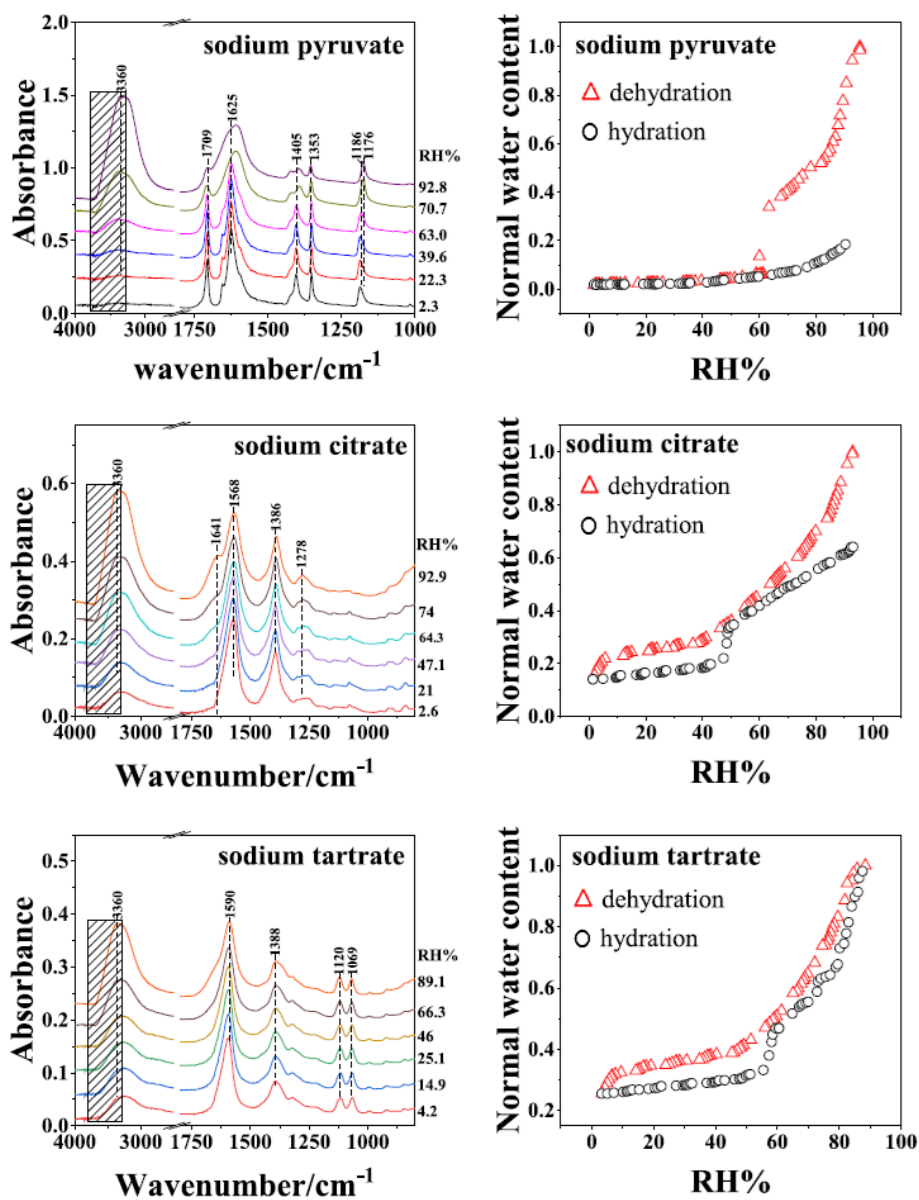 sodium pyruvate
Absorbance
2.0
1.5
1.0
0.5
0.0
3360
1709
1625
1405
1353
1186
1176
RH%
92.8
70.7
63.0
39.6
22.3
2.3
4000 3000 1750 1500 1250 1000
wavenumber/cm⁻¹
sodium pyruvate
dehydration
hydration
Normal water content
1.0
0.8
0.6
0.4
0.2
0.0
0 20 40 60 80 100
RH%
sodium citrate
Absorbance
0.6
0.4
0.2
0.0
3360
1641
1568
1386
1278
RH%
92.9
74
64.3
47.1
21
2.6
4000 3000 1750 1500 1250 1000
Wavenumber/cm⁻¹
sodium citrate
dehydration
hydration
Normal water content
1.0
0.8
0.6
0.4
0.2
0.0
0 20 40 60 80 100
RH%
sodium tartrate
Absorbance
0.5
0.4
0.3
0.2
0.1
0.0
3360
1590
1388
1120
1069
RH%
89.1
66.3
46
25.1
14.9
4.2
4000 3000 1750 1500 1250 1000
Wavenumber/cm⁻¹
sodium tartrate
dehydration
hydration
Normal water content
1.0
0.8
0.6
0.4
0.2
0 20 40 60 80 100
RH%